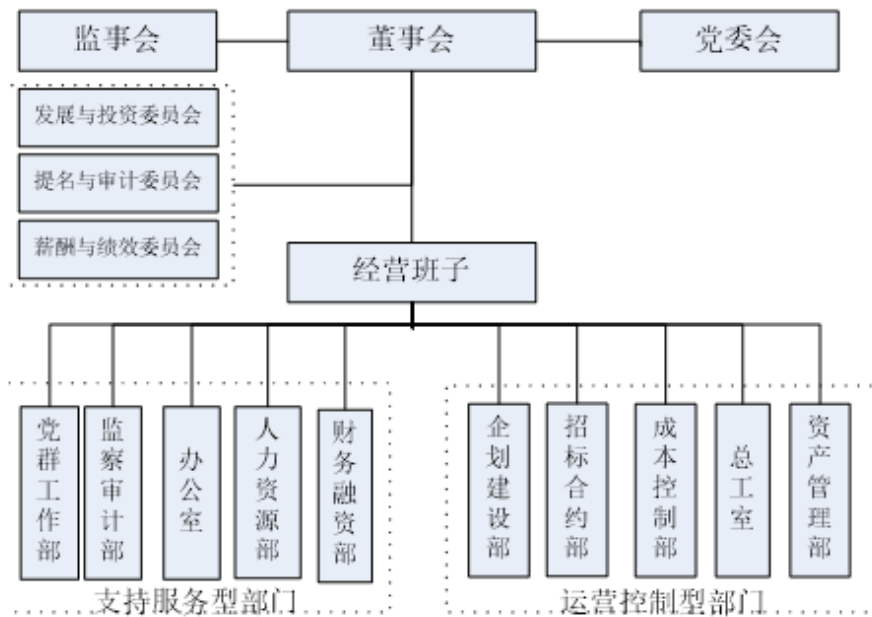 监事会
董事会
党委会
发展与投资委员会
提名与审计委员会
薪酬与绩效委员会
经营班子
党群工作部
监察审计部
办公室
人力资源部
财务融资部
企划建设部
招标合约部
成本控制部
总工室
资产管理部
支持服务型部门
运营控制型部门